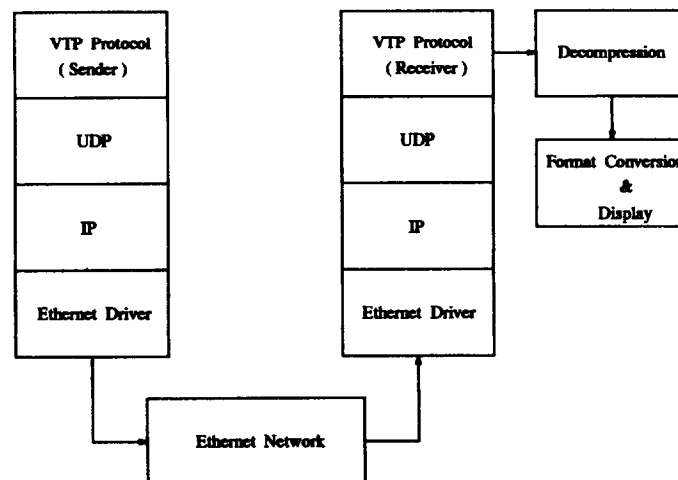 VTP Protocol
( Sender )
UDP
IP
Ethernet Driver
VTP Protocol
( Receiver )
UDP
IP
Ethernet Driver
Decompression
Format Conversion
&
Display
Ethernet Network